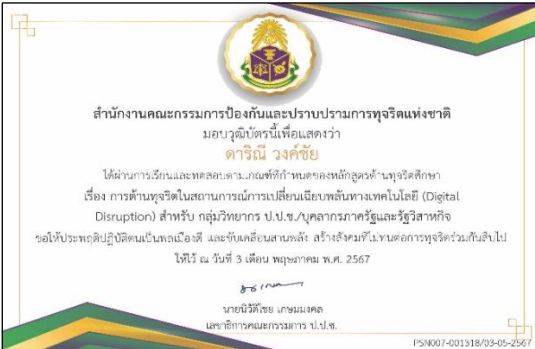 สำนักงานคณะกรรมการป้องกันและปราบปรามการทุจริตแห่งชาติ
มอบวุฒิบัตรนี้เพื่อแสดงว่า
ดาริณี วงค์ชัย
ได้ผ่านการเรียนและทดสอบตามเกณฑ์ที่กำหนดของหลักสูตรต้านทุจริตศึกษา
เรื่อง การต้านทุจริตในสถานการณ์การเปลี่ยนเฉียบพลันทางเทคโนโลยี (Digital
Disruption) สำหรับ กลุ่มวิทยากร ป.ป.ช./บุคลากรภาครัฐและรัฐวิสาหกิจ
ขอให้ประพฤติปฏิบัติตนเป็นพลเมืองดี และขับเคลื่อนสานพลัง สร้างสังคมที่ไม่ทนต่อการทุจริตร่วมกันสืบไป
ให้ไว้ ณ วันที่ 3 เดือน พฤษภาคม พ.ศ. 2567
นายนิวัติไชย เกษมมงคล
เลขาธิการคณะกรรมการ ป.ป.ช.
PSN007-001318/03-05-2567